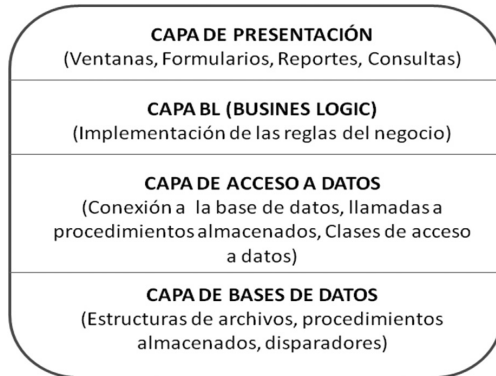 CAPA DE PRESENTACIÓN
(Ventanas, Formularios, Reportes, Consultas)
CAPA BL (BUSINES LOGIC)
(Implementación de las reglas del negocio)
CAPA DE ACCESO A DATOS
(Conexión a la base de datos, llamadas a
procedimientos almacenados, Clases de acceso
a datos)
CAPA DE BASES DE DATOS
(Estructuras de archivos, procedimientos
almacenados, disparadores)